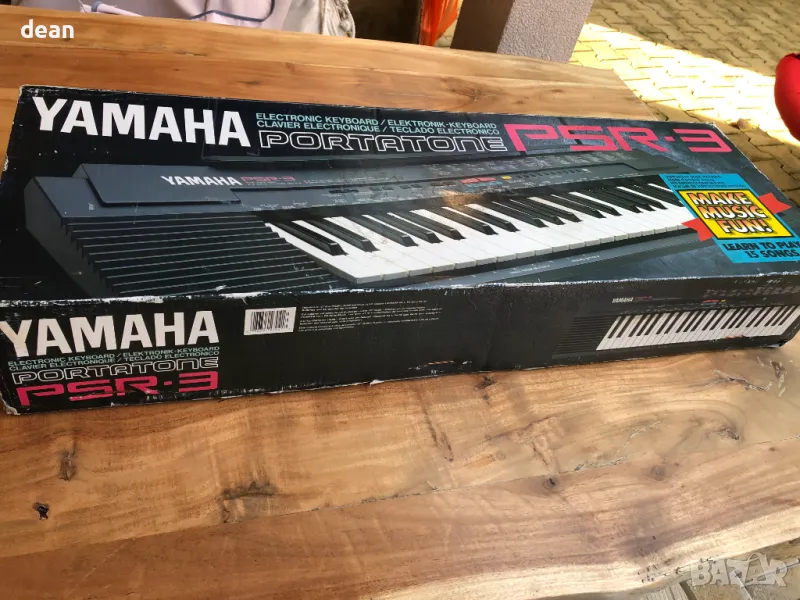 dean
YAMAHA
ELECTRONIC KEYBOARD / ELEKTRONIK-KEYBOARD
CLAVIER ELECTRONIQUE / TECLADO ELECTRONICO
PORTATONE PSR-3
YAMAHA PSR-3
MAKE
MUSIC
FUN!
LEARN TO PLAY
15 SONGS
YAMAHA
ELECTRONIC KEYBOARD / ELEKTRONIK-KEYBOARD
CLAVIER ELECTRONIQUE / TECLADO ELECTRONICO
PORTATONE
PSR-3
BAZAR